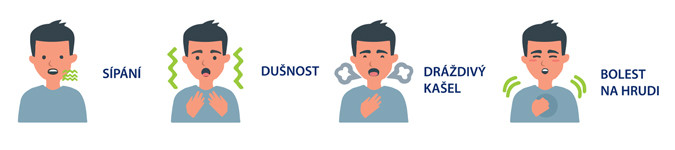 SÍPÁNÍ
DUŠNOST
DRÁŽDIVÝ
KAŠEL
BOLEST
NA HRUDI